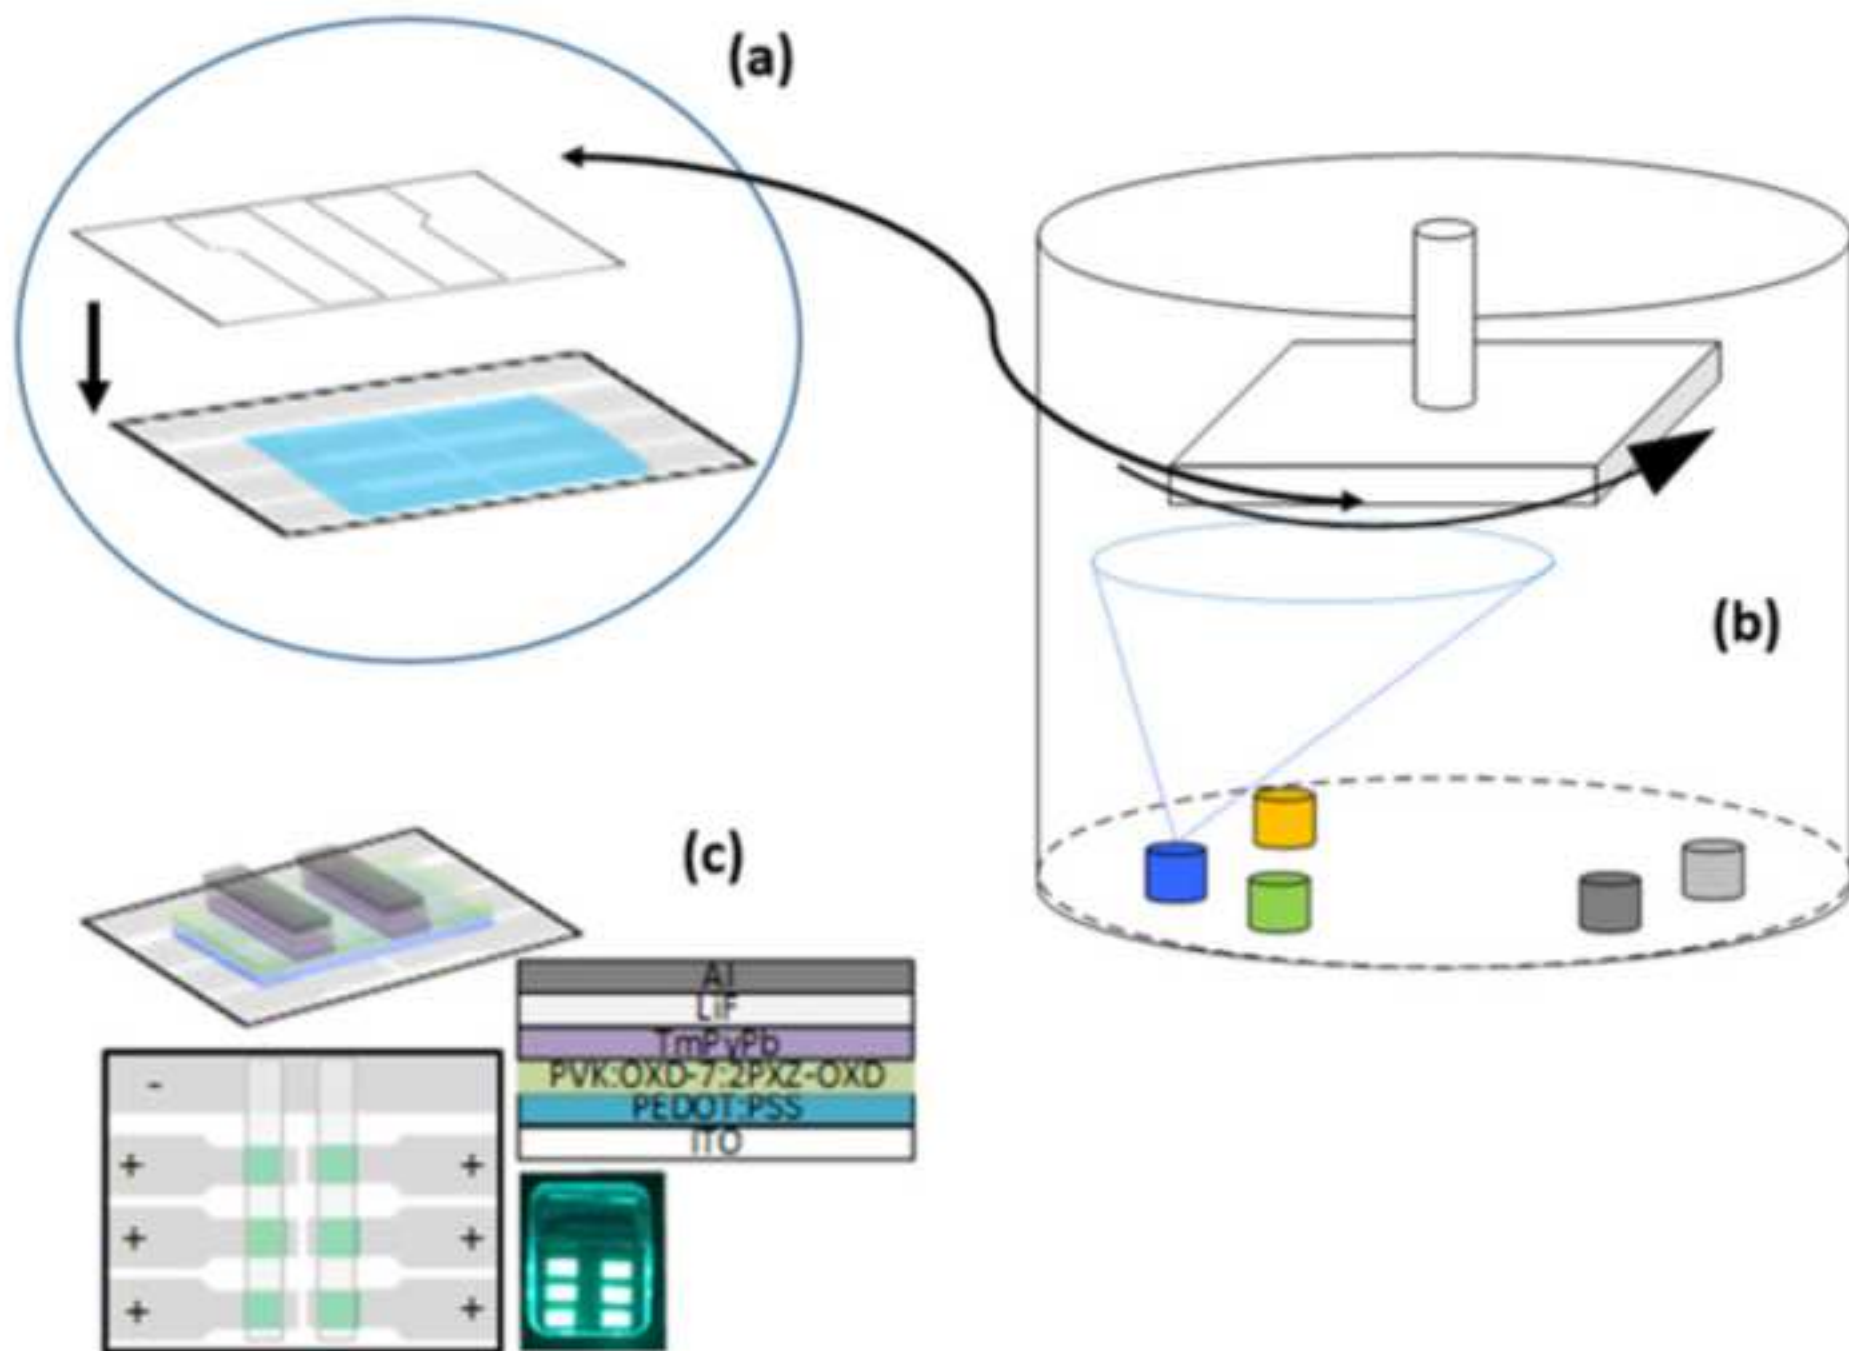 (a)
(b)
(c)
Al
LiF
TmPyPb
PVK:OXD-7:2PXZ-OXD
PEDOT:PSS
ITO
-
+ +
+ +
+ +